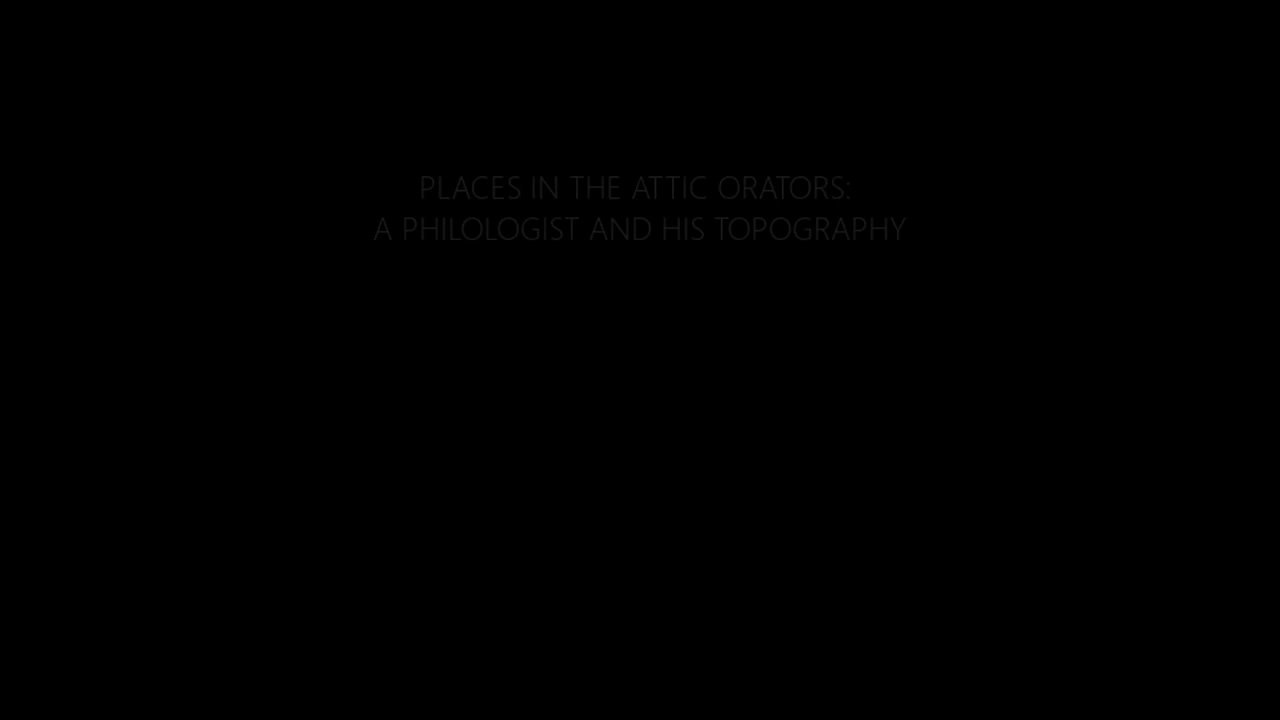 PLACES IN THE ATTIC ORATORS:
A PHILOLOGIST AND HIS TOPOGRAPHY